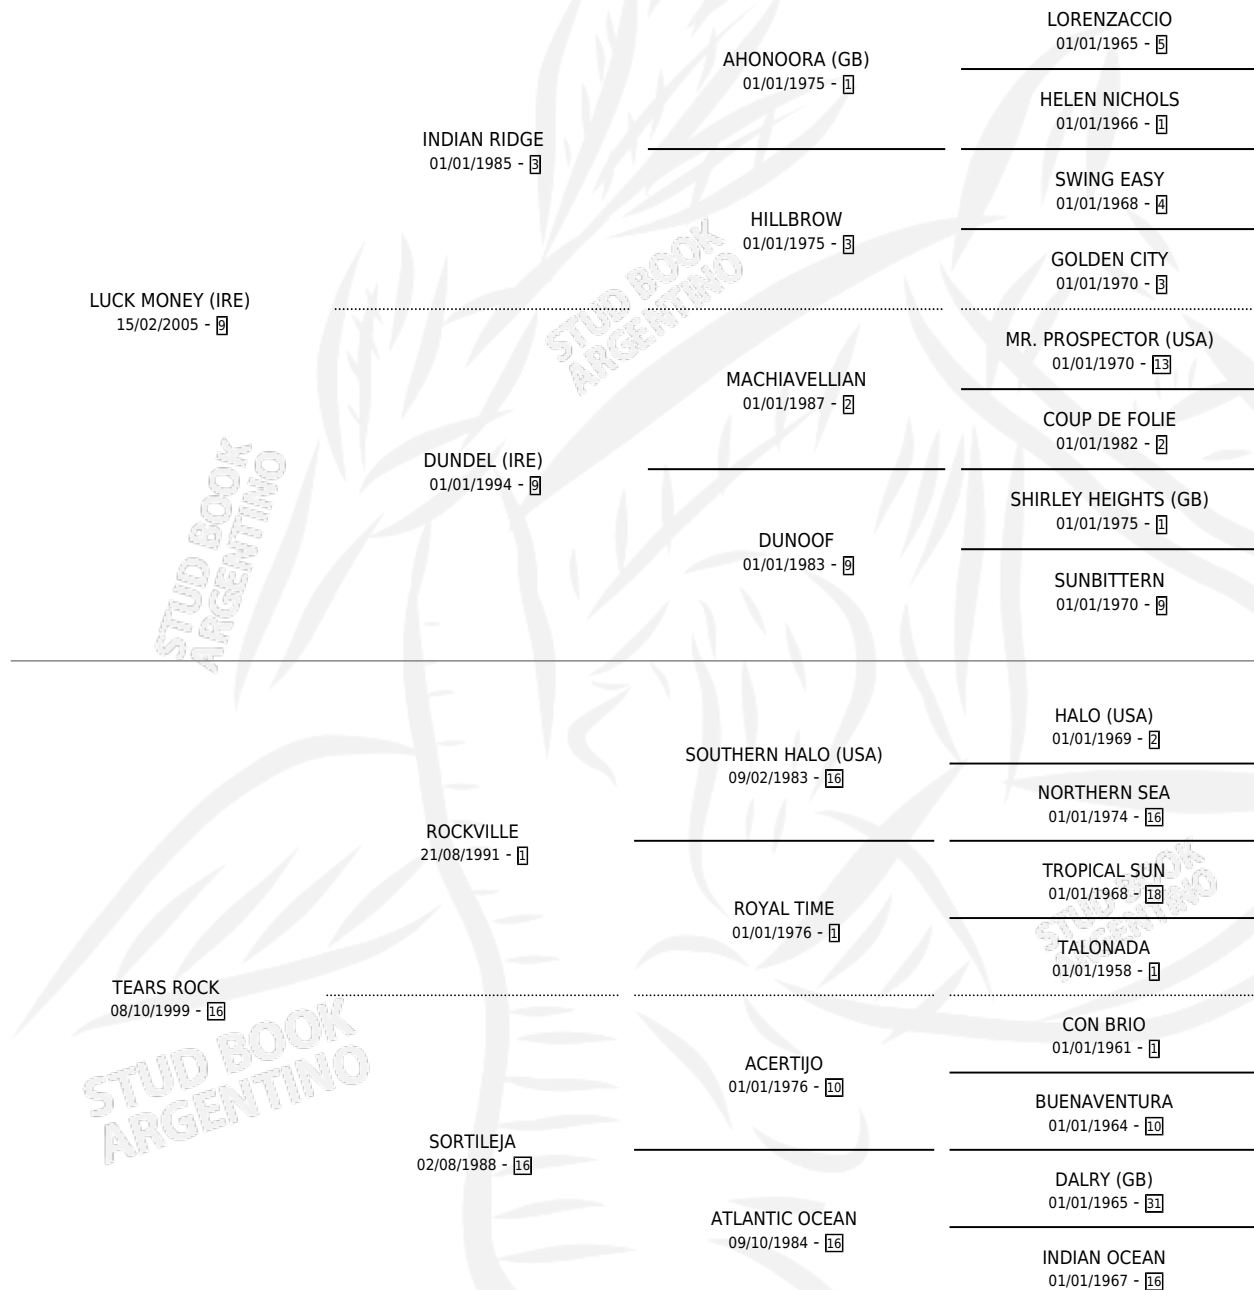 LUCK MONEY (IRE)
15/02/2005 - 9
INDIAN RIDGE
01/01/1985 - 3
AHONOORA (GB)
01/01/1975 - 1
LORENZACCIO
01/01/1965 - 5
HELEN NICHOLS
01/01/1966 - 1
HILLBROW
01/01/1975 - 3
SWING EASY
01/01/1968 - 4
GOLDEN CITY
01/01/1970 - 3
DUNDEL (IRE)
01/01/1994 - 9
MACHIAVELLIAN
01/01/1987 - 2
MR. PROSPECTOR (USA)
01/01/1970 - 13
COUP DE FOLIE
01/01/1982 - 2
DUNOOF
01/01/1983 - 9
SHIRLEY HEIGHTS (GB)
01/01/1975 - 1
SUNBITTERN
01/01/1970 - 9
TEARS ROCK
08/10/1999 - 16
ROCKVILLE
21/08/1991 - 1
SOUTHERN HALO (USA)
09/02/1983 - 16
HALO (USA)
01/01/1969 - 2
NORTHERN SEA
01/01/1974 - 16
ROYAL TIME
01/01/1976 - 1
TROPICAL SUN
01/01/1968 - 18
TALONADA
01/01/1958 - 1
SORTILEJA
02/08/1988 - 16
ACERTIJO
01/01/1976 - 10
CON BRIO
01/01/1961 - 1
BUENAVENTURA
01/01/1964 - 10
ATLANTIC OCEAN
09/10/1984 - 16
DALRY (GB)
01/01/1965 - 31
INDIAN OCEAN
01/01/1967 - 16
STUD BOOK
ARGENTINO
STUD BOOK
ARGENTINO
STUD BOOK
ARGENTINO
STUD BOOK
ARGENTINO